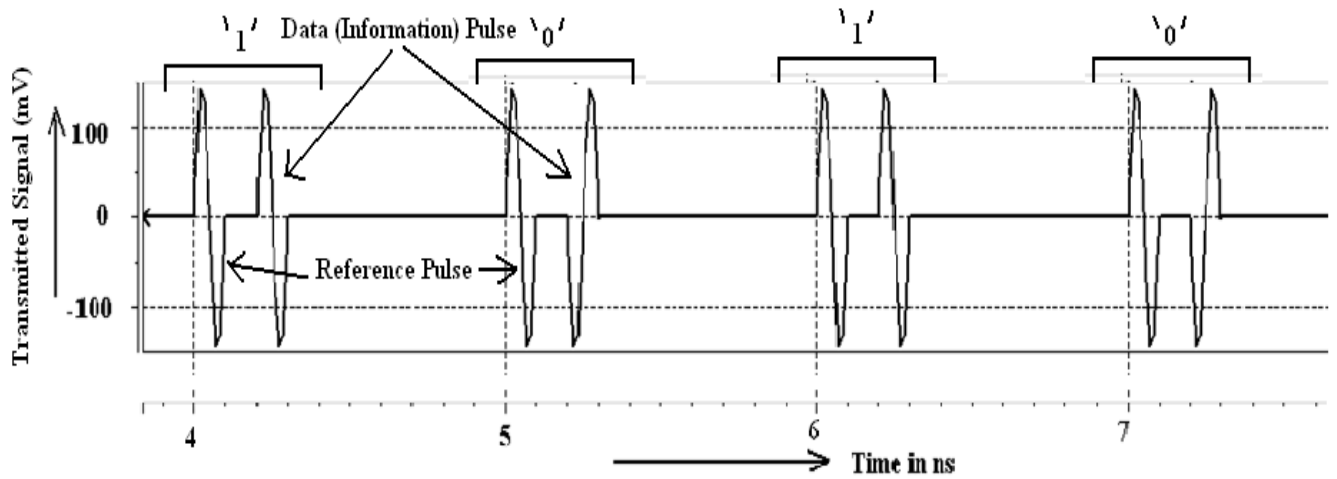 '1' Data (Information) Pulse '0' '1' '0'
Transmitted Signal (mV)
100
0
-100
Reference Pulse
4 5 6 7
Time in ns